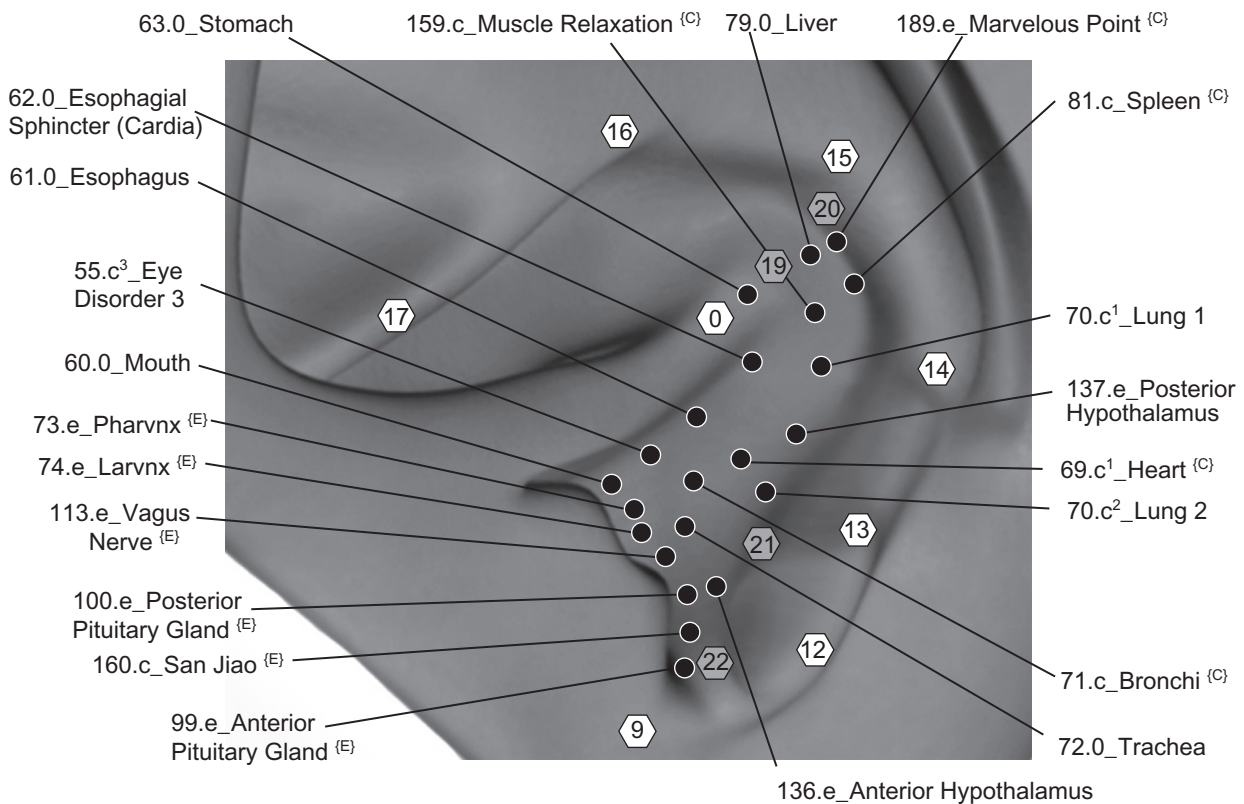 63.0_Stomach
159.c_Muscle Relaxation {C}
79.0_Liver
189.e_Marvelous Point {C}
62.0_Esophagial
Sphincter (Cardia)
81.c_Spleen {C}
61.0_Esophagus
16
15
20
19
55.c³_Eye
Disorder 3
17
0
70.c¹_Lung 1
60.0_Mouth
14
137.e_Posterior
Hypothalamus
73.e_Pharvnx {E}
74.e_Larvnx {E}
69.c¹_Heart {C}
113.e_Vagus
Nerve {E}
70.c²_Lung 2
13
21
100.e_Posterior
Pituitary Gland {E}
160.c_San Jiao {E}
12
22
71.c_Bronchi {C}
99.e_Anterior
Pituitary Gland {E}
9
72.0_Trachea
136.e_Anterior Hypothalamus